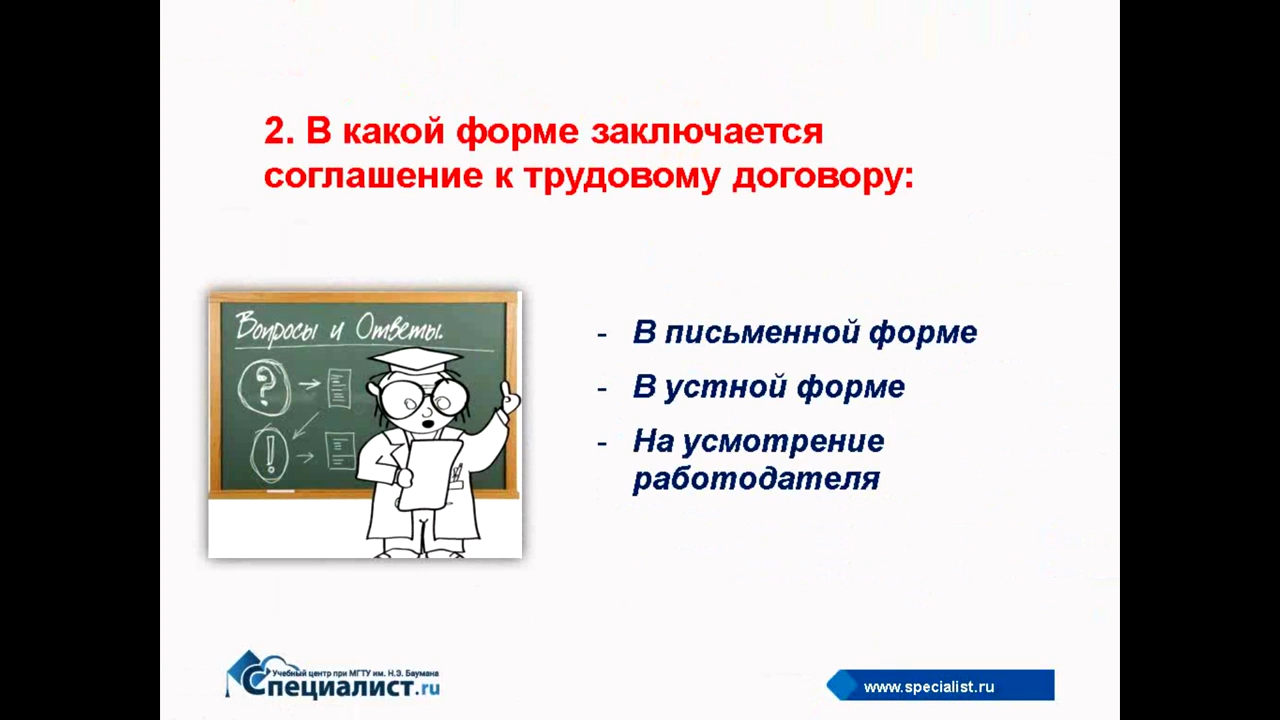 2. В какой форме заключается
соглашение к трудовому договору:
Вопросы и Ответы.
?
!
- В письменной форме
- В устной форме
- На усмотрение
работодателя
Учебный центр при МГТУ им. Н.Э. Баумана
Специалист.ru
www.specialist.ru